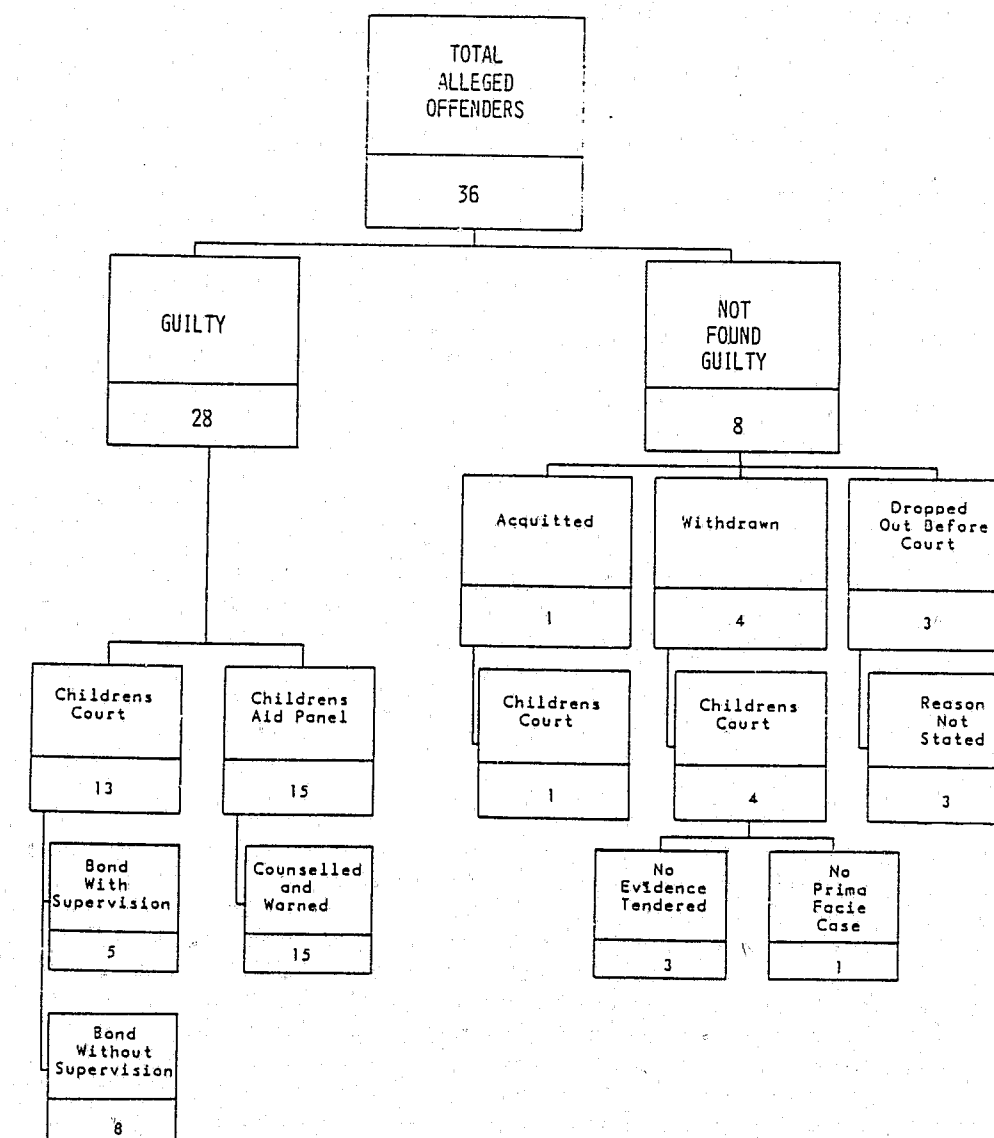 TOTAL
ALLEGED
OFFENDERS
36
GUILTY
28
NOT
FOUND
GUILTY
8
Acquitted
1
Withdrawn
4
Dropped
Out Before
Court
3
Childrens
Court
13
Childrens
Aid Panel
15
Childrens
Court
1
Childrens
Court
4
Reason
Not
Stated
3
Bond
With
Supervision
5
Counselled
and
Warned
15
No
Evidence
Tendered
3
No
Prima
Facie
Case
1
Bond
Without
Supervision
8